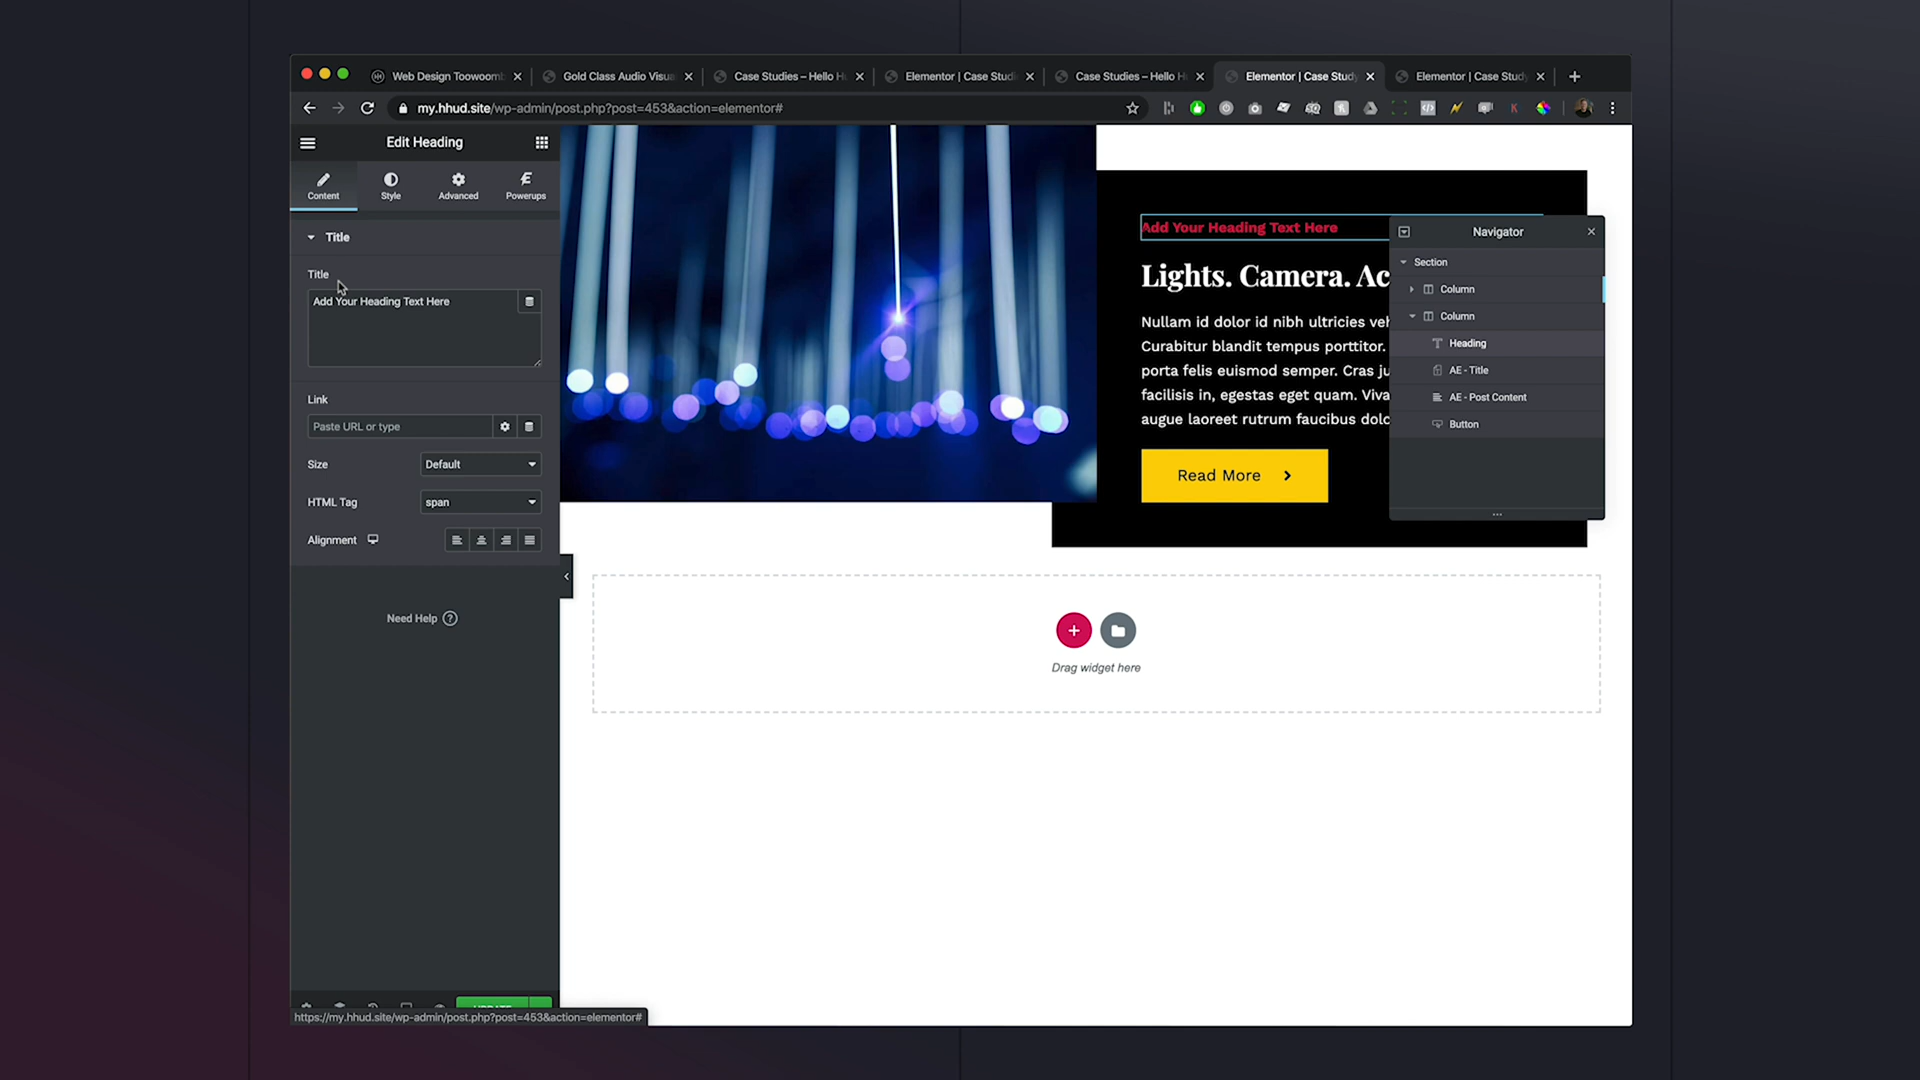 Web Design Toowoom
Gold Class Audio Visua
Case Studies – Hello H
Elementor | Case Studi
Case Studies – Hello H
Elementor | Case Study
Elementor | Case Study
my.hhud.site/wp-admin/post.php?post=453&action=elementor#
Edit Heading
Content
Style
Advanced
Powerups
Title
Title
Add Your Heading Text Here
Link
Paste URL or type
Size
Default
HTML Tag
span
Alignment
Need Help
https://my.hhud.site/wp-admin/post.php?post=453&action=elementor#
Add Your Heading Text Here
Lights. Camera. Ac
Nullam id dolor id nibh ultricies veh
Curabitur blandit tempus porttitor.
porta felis euismod semper. Cras ju
facilisis in, egestas eget quam. Viva
augue laoreet rutrum faucibus dolo
Read More
Navigator
Section
Column
Column
Heading
AE - Title
AE - Post Content
Button
Drag widget here